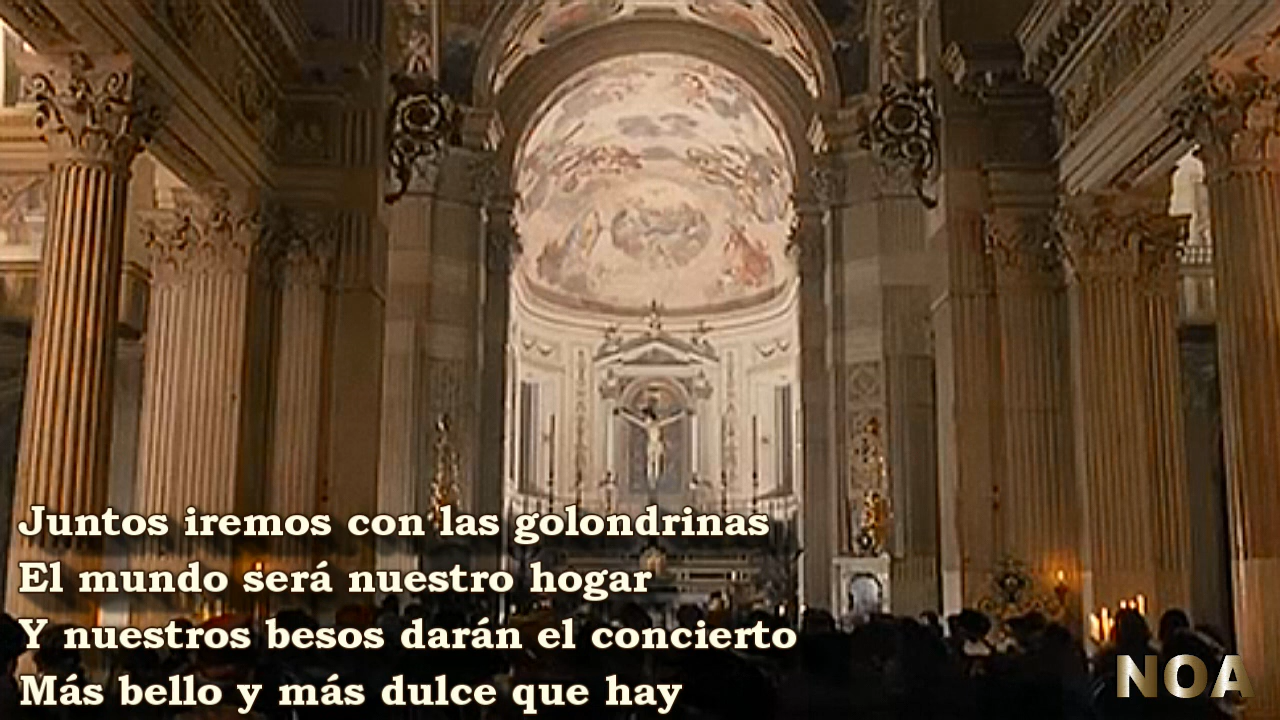 Juntos iremos con las golondrinas
El mundo será nuestro hogar
Y nuestros besos darán el concierto
Más bello y más dulce que hay
NOA